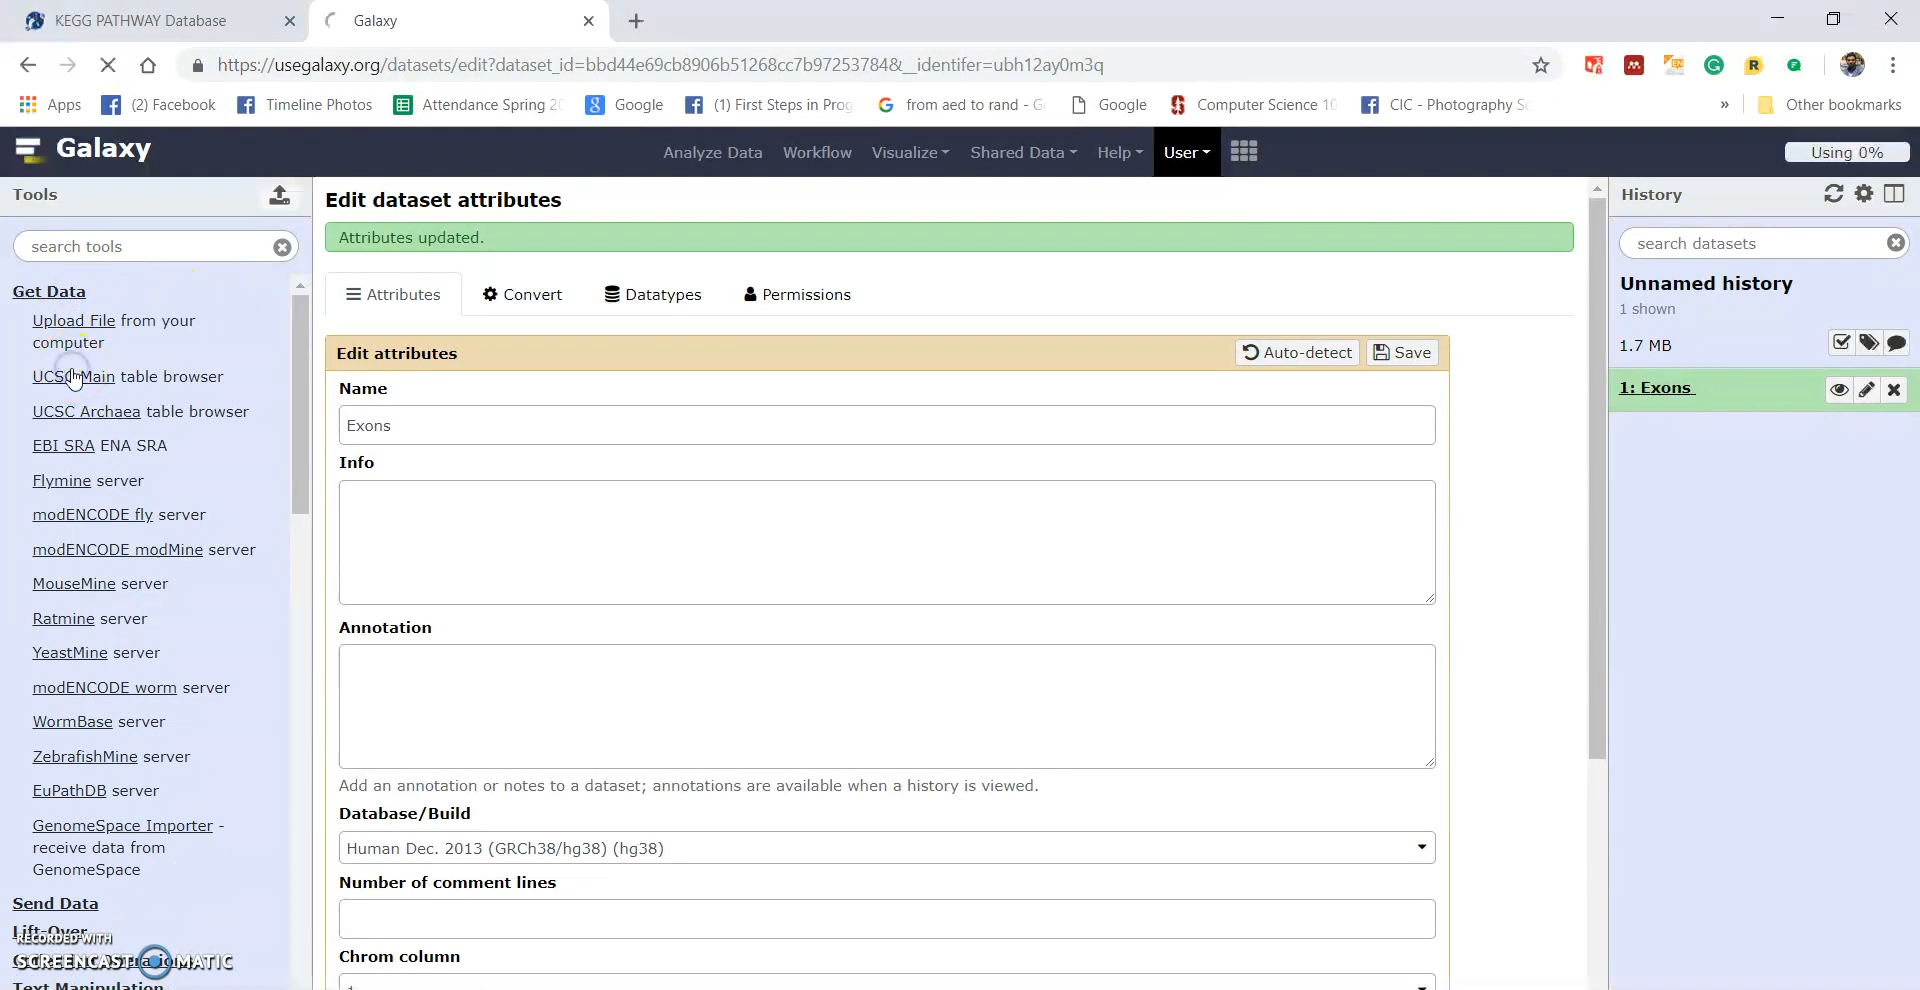 KEGG PATHWAY Database
Galaxy
https://usegalaxy.org/datasets/edit?dataset_id=bbd44e69cb8906b51268cc7b97253784&__identifer=ubh12ay0m3q
Apps (2) Facebook Timeline Photos Attendance Spring 20 Google (1) First Steps in Prog from aed to rand - G Google Computer Science 10 CIC - Photography Sc » Other bookmarks
Galaxy
Analyze Data Workflow Visualize Shared Data Help User
Using 0%
Tools
search tools
Get Data
Upload File from your
computer
UCSC Main table browser
UCSC Archaea table browser
EBI SRA ENA SRA
Flymine server
modENCODE fly server
modENCODE modMine server
MouseMine server
Ratmine server
YeastMine server
modENCODE worm server
WormBase server
ZebrafishMine server
EuPathDB server
GenomeSpace Importer -
receive data from
GenomeSpace
Send Data
Lift-Over
Text Manipulation
RECORDED WITH
SCREENCAST MATIC
Edit dataset attributes
Attributes updated.
Attributes Convert Datatypes Permissions
Edit attributes
Auto-detect Save
Name
Exons
Info
Annotation
Add an annotation or notes to a dataset; annotations are available when a history is viewed.
Database/Build
Human Dec. 2013 (GRCh38/hg38) (hg38)
Number of comment lines
Chrom column
1
History
search datasets
Unnamed history
1 shown
1.7 MB
1: Exons